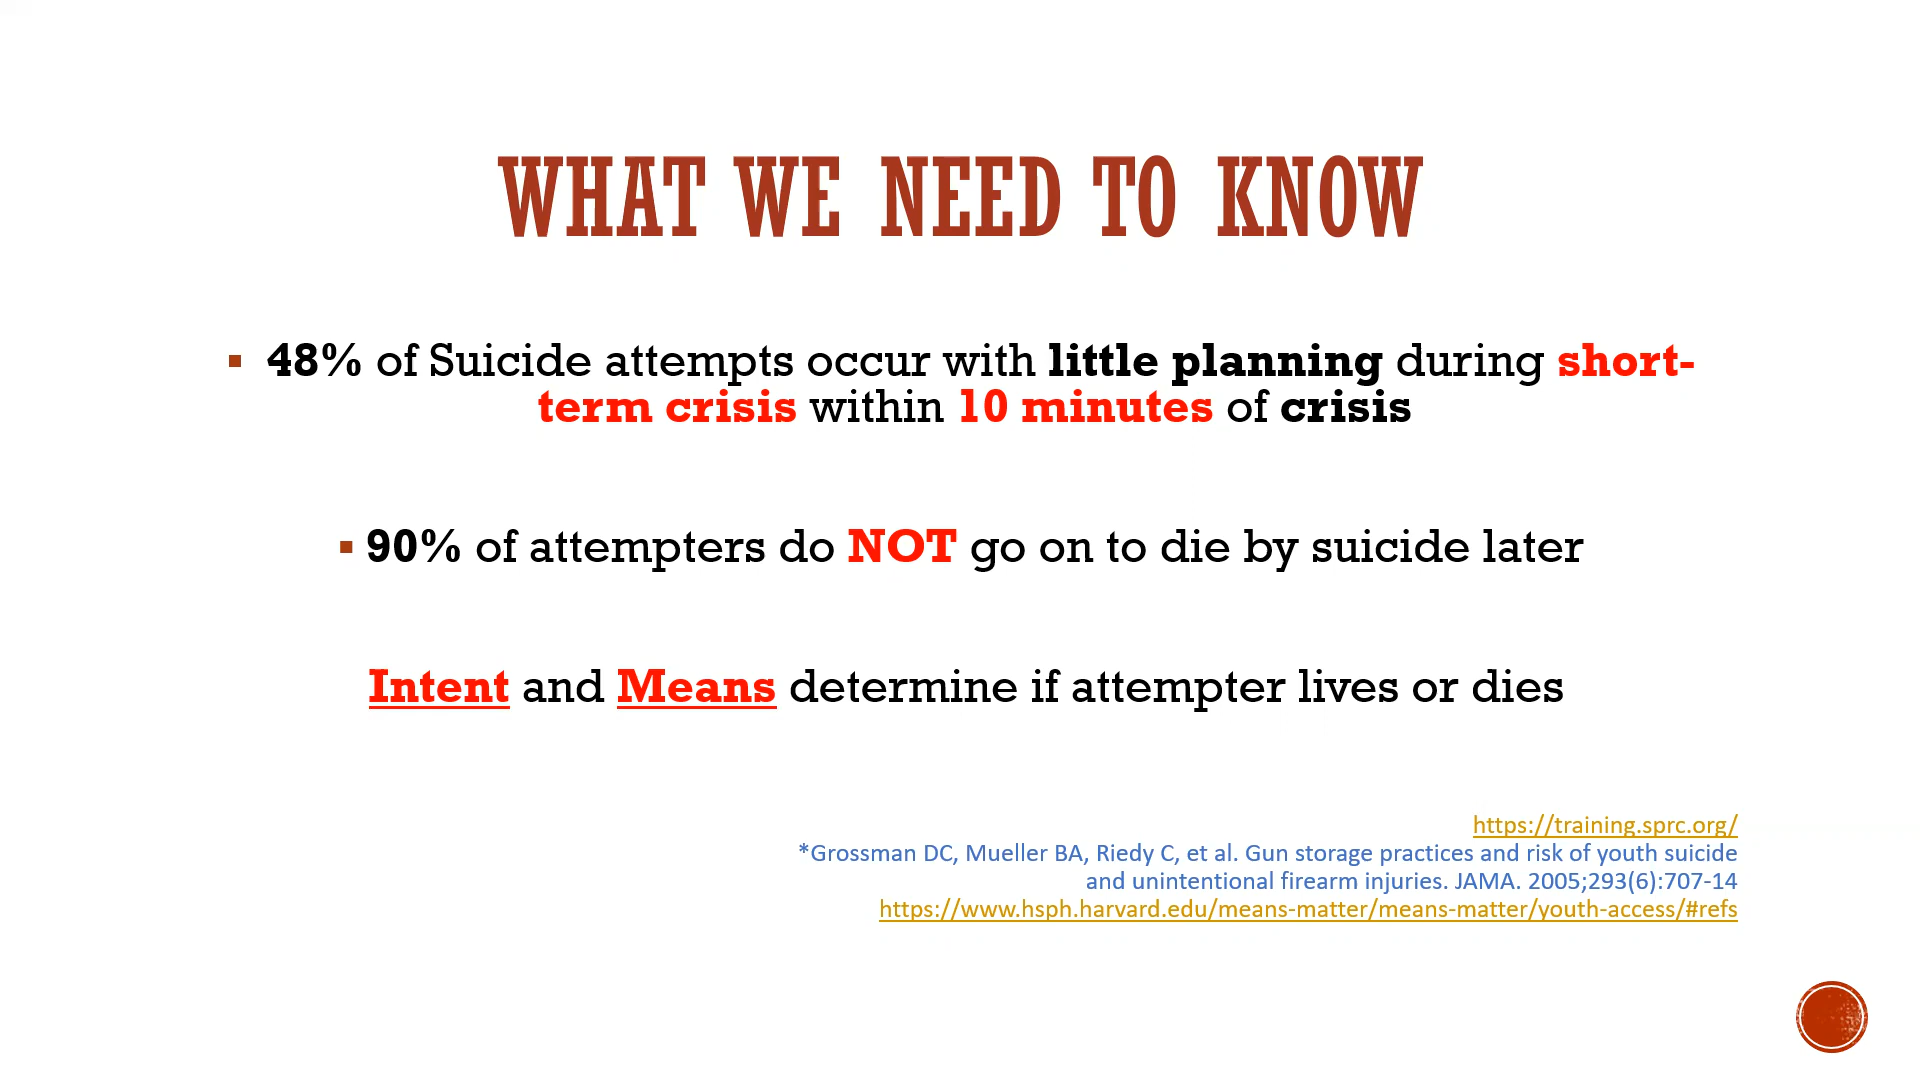 WHAT WE NEED TO KNOW
▪ 48% of Suicide attempts occur with little planning during short-
term crisis within 10 minutes of crisis
▪ 90% of attempters do NOT go on to die by suicide later
Intent and Means determine if attempter lives or dies
https://training.sprc.org/
*Grossman DC, Mueller BA, Riedy C, et al. Gun storage practices and risk of youth suicide
and unintentional firearm injuries. JAMA. 2005;293(6):707-14
https://www.hsph.harvard.edu/means-matter/means-matter/youth-access/#refs